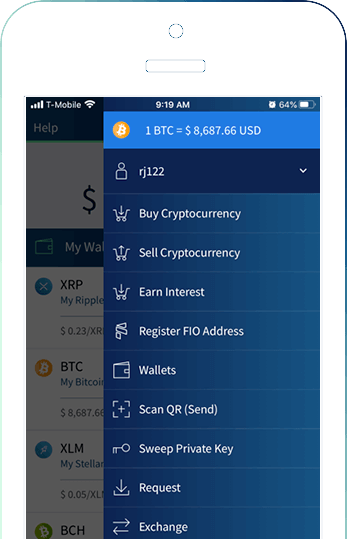 T-Mobile 9:19 AM 64%
Help
1 BTC = $ 8,687.66 USD
rj122
$
Buy Cryptocurrency
Sell Cryptocurrency
My Wal
Earn Interest
XRP
My Ripple
Register FIO Address
$ 0.23/XR
Wallets
BTC
My Bitcoin
Scan QR (Send)
$ 8,687.66
Sweep Private Key
XLM
My Stellar
Request
$ 0.05/XL
Exchange
BCH